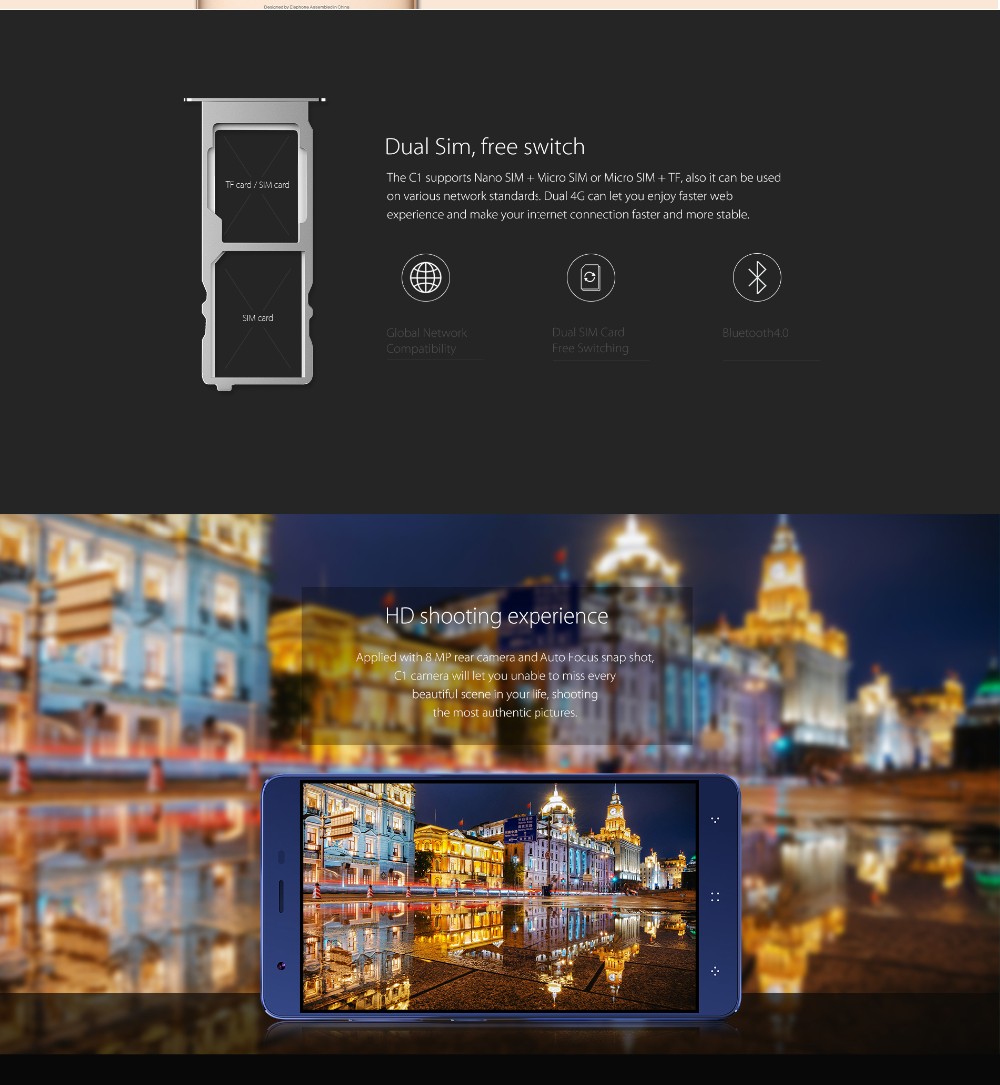 Designed by Elephone Assembled in China
Dual Sim, free switch
The C1 supports Nano SIM + Micro SIM or Micro SIM + TF, also it can be used
on various network standards. Dual 4G can let you enjoy faster web
experience and make your internet connection faster and more stable.
TF card / SIM card
SIM card
Global Network
Compatibility
Dual SIM Card
Free Switching
Bluetooth4.0
HD shooting experience
Applied with 8 MP rear camera and Auto Focus snap shot,
C1 camera will let you unable to miss every
beautiful scene in your life, shooting
the most authentic pictures.